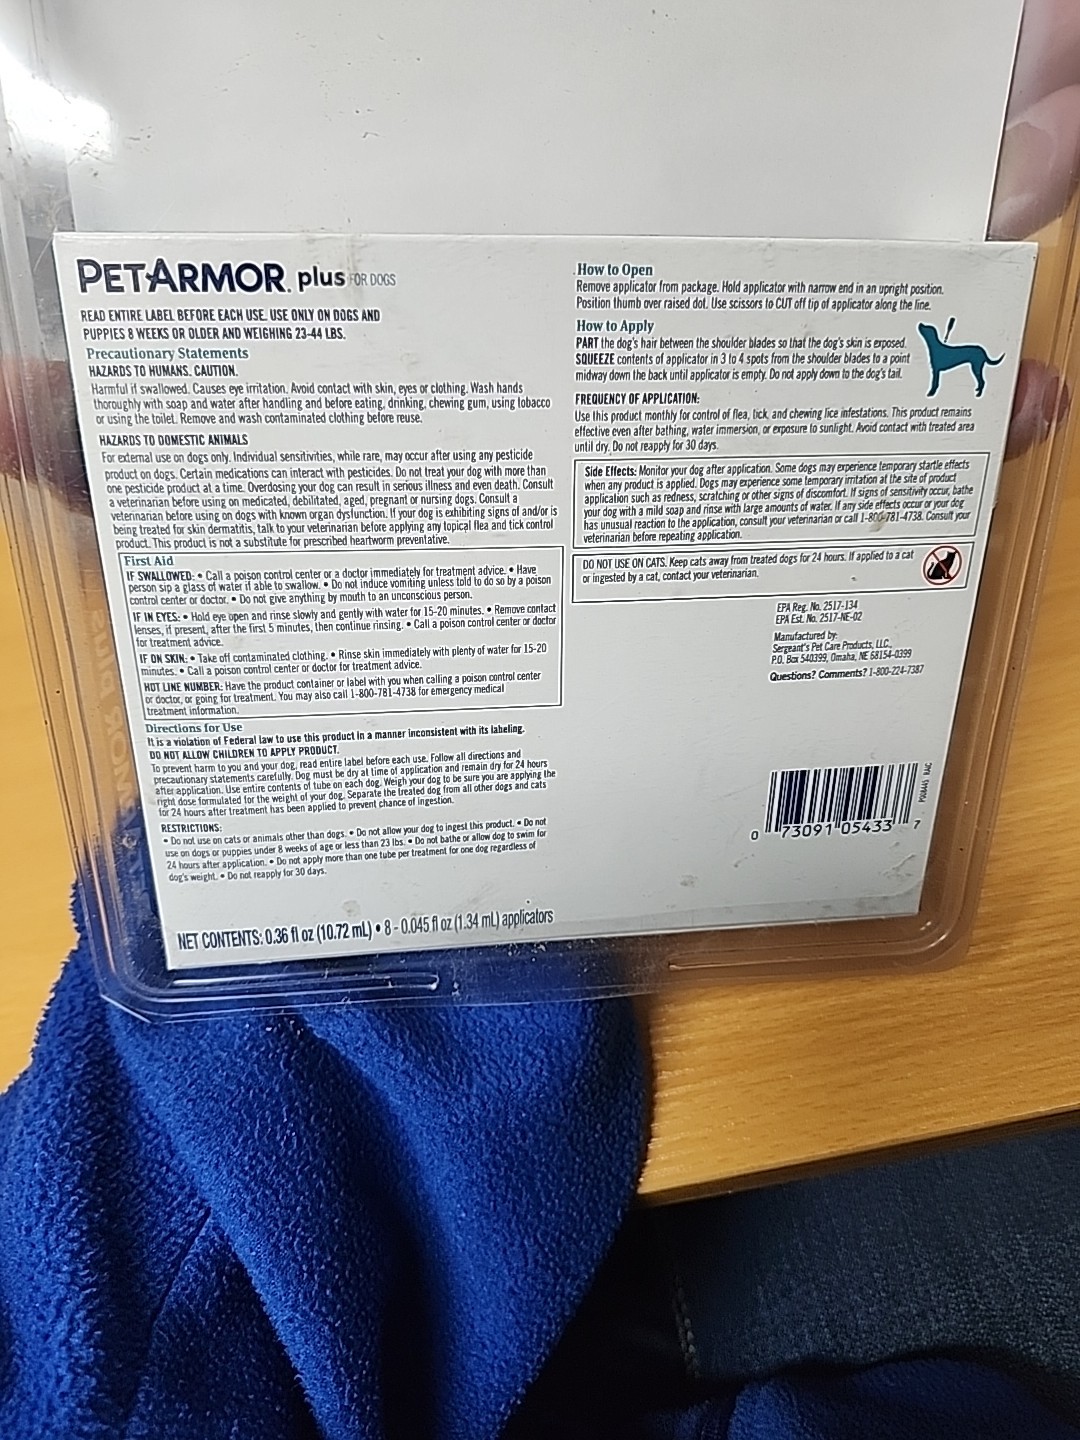 PETARMOR. plus FOR DOGS
READ ENTIRE LABEL BEFORE EACH USE. USE ONLY ON DOGS AND
PUPPIES 8 WEEKS OR OLDER AND WEIGHING 23-44 LBS.
Precautionary Statements
HAZARDS TO HUMANS. CAUTION.
Harmful if swallowed. Causes eye irritation. Avoid contact with skin, eyes or clothing. Wash hands
thoroughly with soap and water after handling and before eating, drinking, chewing gum, using tobacco
or using the toilet. Remove and wash contaminated clothing before reuse.
HAZARDS TO DOMESTIC ANIMALS
For external use on dogs only. Individual sensitivities, while rare, may occur after using any pesticide
product on dogs. Certain medications can interact with pesticides. Do not treat your dog with more than
one pesticide product at a time. Overdosing your dog can result in serious illness and even death. Consult
a veterinarian before using on medicated, debilitated, aged, pregnant or nursing dogs. Consult a
veterinarian before using on dogs with known organ dysfunction. If your dog is exhibiting signs of and/or is
being treated for skin dermatitis, talk to your veterinarian before applying any topical flea and tick control
product. This product is not a substitute for prescribed heartworm preventative.
First Aid
IF SWALLOWED: • Call a poison control center or a doctor immediately for treatment advice. • Have
person sip a glass of water if able to swallow. • Do not induce vomiting unless told to do so by a poison
control center or doctor. • Do not give anything by mouth to an unconscious person.
IF IN EYES: • Hold eye open and rinse slowly and gently with water for 15-20 minutes. • Remove contact
lenses, if present, after the first 5 minutes, then continue rinsing. • Call a poison control center or doctor
for treatment advice.
IF ON SKIN: • Take off contaminated clothing. • Rinse skin immediately with plenty of water for 15-20
minutes. • Call a poison control center or doctor for treatment advice.
HOT LINE NUMBER: Have the product container or label with you when calling a poison control center
or doctor, or going for treatment. You may also call 1-800-781-4738 for emergency medical
treatment information.
Directions for Use
It is a violation of Federal law to use this product in a manner inconsistent with its labeling.
DO NOT ALLOW CHILDREN TO APPLY PRODUCT.
To prevent harm to you and your dog, read entire label before each use. Follow all directions and
precautionary statements carefully. Dog must be dry at time of application and remain dry for 24 hours
after application. Use entire contents of tube on each dog. Weigh your dog to be sure you are applying the
right dose formulated for the weight of your dog. Separate the treated dog from all other dogs and cats
for 24 hours after treatment has been applied to prevent chance of ingestion.
RESTRICTIONS:
• Do not use on cats or animals other than dogs. • Do not allow your dog to ingest this product. • Do not
use on dogs or puppies under 8 weeks of age or less than 23 lbs. • Do not bathe or allow dog to swim for
24 hours after application. • Do not apply more than one tube per treatment for one dog regardless of
dog's weight. • Do not reapply for 30 days.
NET CONTENTS: 0.36 fl oz (10.72 mL) • 8 - 0.045 fl oz (1.34 mL) applicators
How to Open
Remove applicator from package. Hold applicator with narrow end in an upright position.
Position thumb over raised dot. Use scissors to CUT off tip of applicator along the line.
How to Apply
PART the dog's hair between the shoulder blades so that the dog's skin is exposed.
SQUEEZE contents of applicator in 3 to 4 spots from the shoulder blades to a point
midway down the back until applicator is empty. Do not apply down to the dog's tail.
FREQUENCY OF APPLICATION:
Use this product monthly for control of flea, tick, and chewing lice infestations. This product remains
effective even after bathing, water immersion, or exposure to sunlight. Avoid contact with treated area
until dry. Do not reapply for 30 days.
Side Effects: Monitor your dog after application. Some dogs may experience temporary startle effects
when any product is applied. Dogs may experience some temporary irritation at the site of product
application such as redness, scratching or other signs of discomfort. If signs of sensitivity occur, bathe
your dog with a mild soap and rinse with large amounts of water. If any side effects occur or your dog
has unusual reaction to the application, consult your veterinarian or call 1-800-781-4738. Consult your
veterinarian before repeating application.
DO NOT USE ON CATS. Keep cats away from treated dogs for 24 hours. If applied to a cat
or ingested by a cat, contact your veterinarian.
EPA Reg. No. 2517-134
EPA Est. No. 2517-NE-02
Manufactured by:
Sergeant's Pet Care Products, LLC.,
P.O. Box 540399, Omaha, NE 68154-0399
Questions? Comments? 1-800-224-7387
0 73091 05433 7